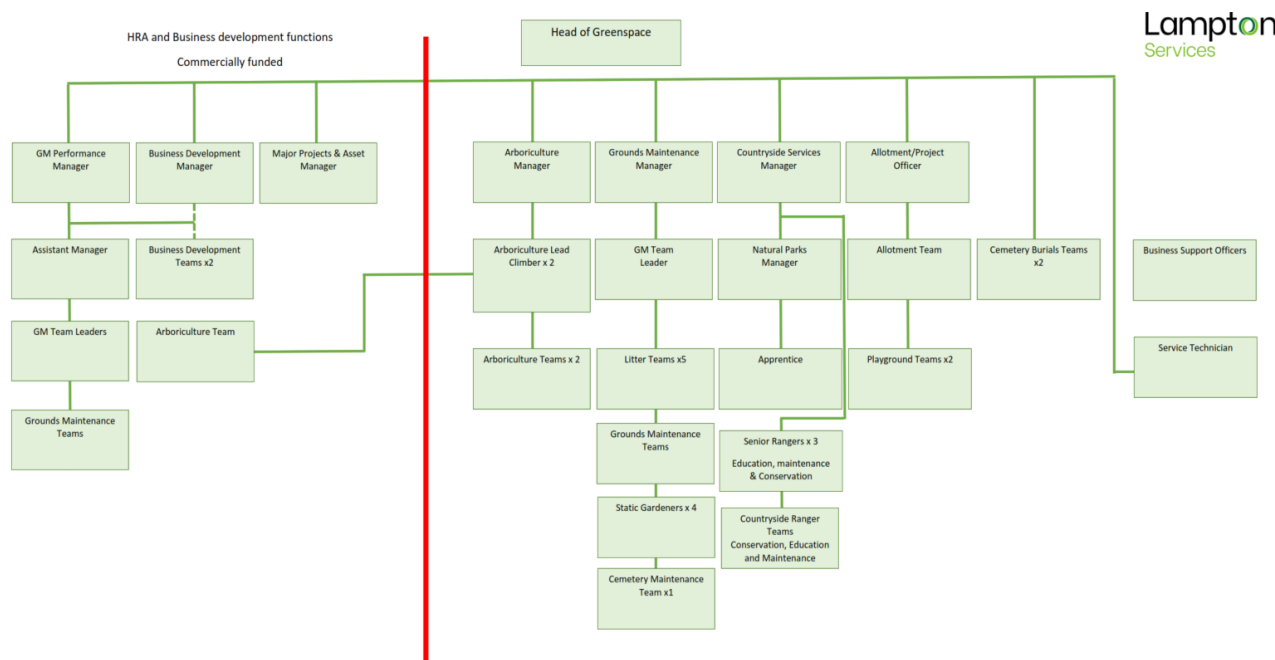 HRA and Business development functions
Commercially funded
Head of Greenspace
Lampton
Services
GM Performance
Manager
Business Development
Manager
Major Projects & Asset
Manager
Arboriculture
Manager
Grounds Maintenance
Manager
Countryside Services
Manager
Allotment/Project
Officer
Assistant Manager
Business Development
Teams x2
Arboriculture Lead
Climber x 2
GM Team
Leader
Natural Parks
Manager
Allotment Team
Cemetery Burials Teams
x2
Business Support Officers
GM Team Leaders
Arboriculture Team
Arboriculture Teams x 2
Litter Teams x5
Apprentice
Playground Teams x2
Service Technician
Grounds Maintenance
Teams
Grounds Maintenance
Teams
Senior Rangers x 3
Education, maintenance
& Conservation
Static Gardeners x 4
Countryside Ranger
Teams
Conservation, Education
and Maintenance
Cemetery Maintenance
Team x1